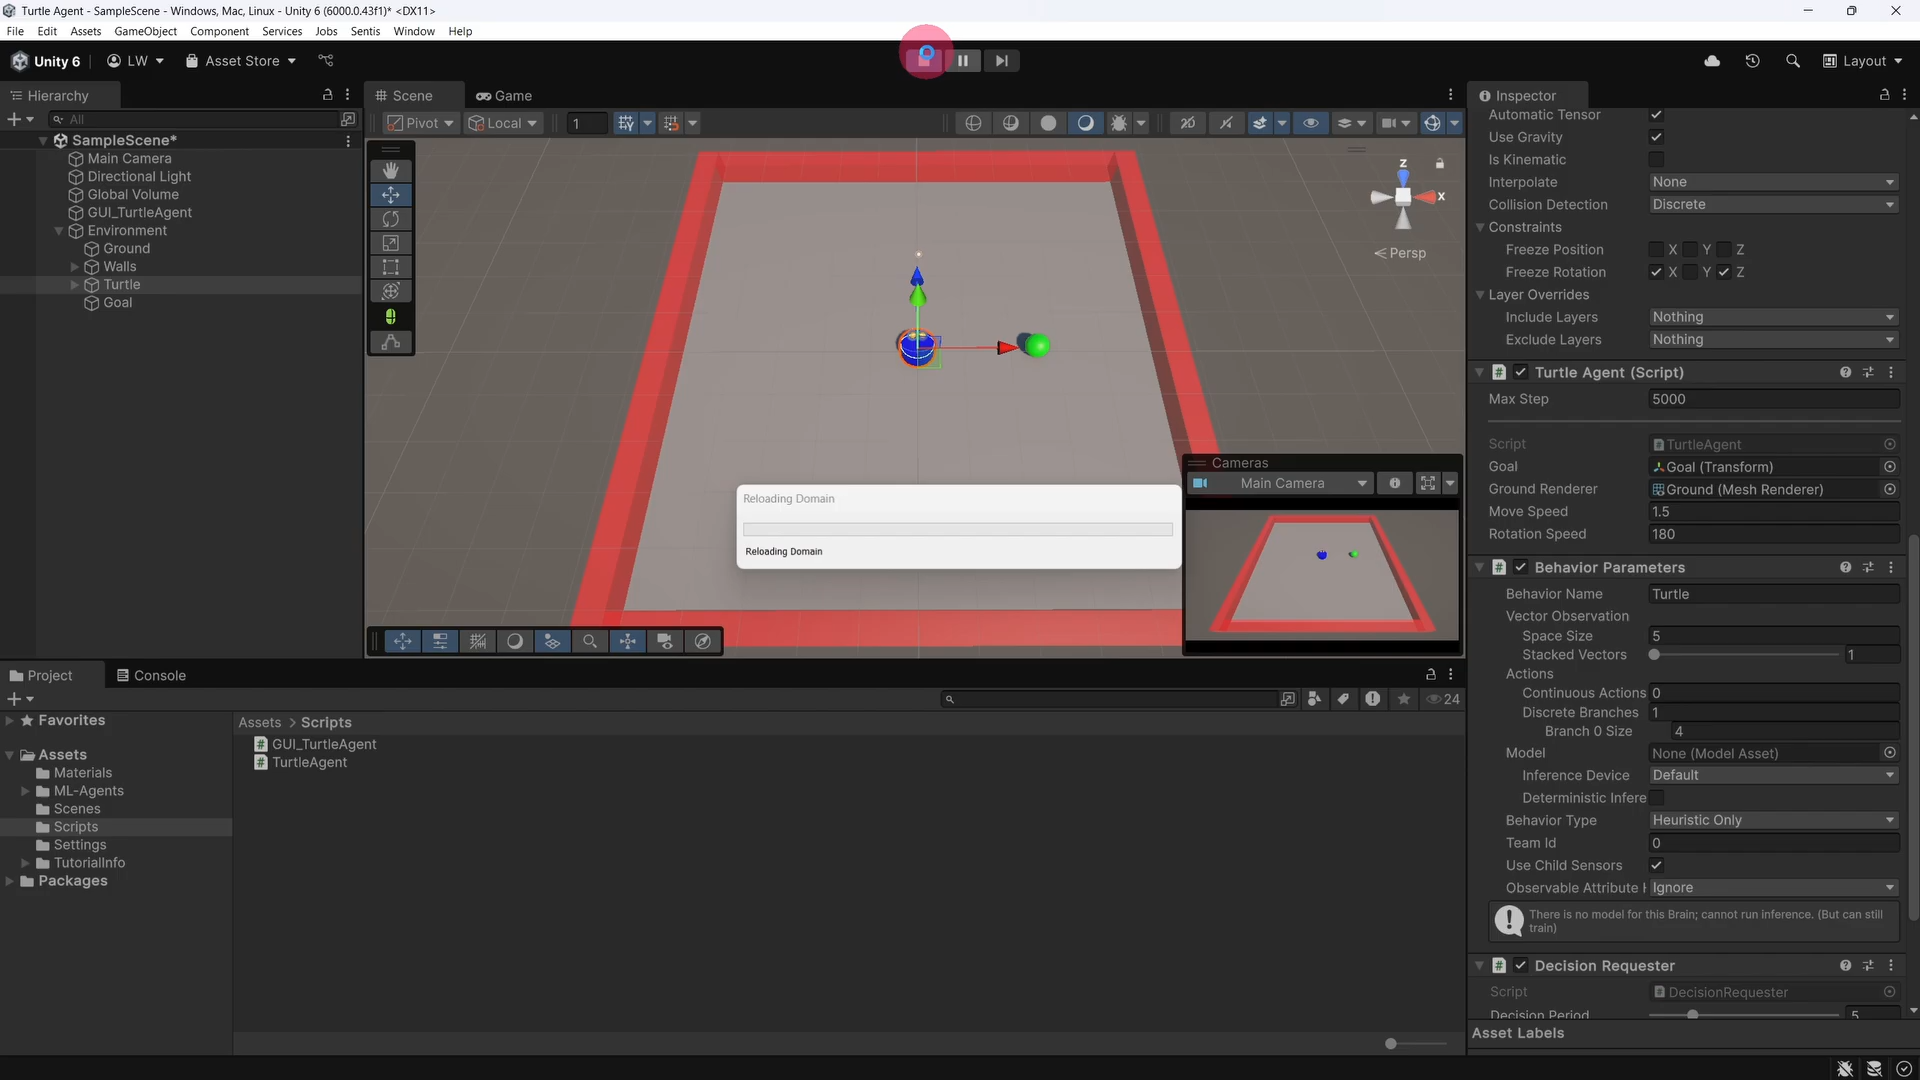 Turtle Agent - SampleScene - Windows, Mac, Linux - Unity 6 (6000.0.43f1)* <DX11>
File Edit Assets GameObject Component Services Jobs Sentis Window Help
Unity 6 LW Asset Store Layout
Hierarchy
All
SampleScene*
Main Camera
Directional Light
Global Volume
GUI_TurtleAgent
Environment
Ground
Walls
Turtle
Goal
Scene Game
Pivot Local 1 2D
z
x
Persp
Reloading Domain
Reloading Domain
Cameras
Main Camera
Inspector
Automatic Tensor
Use Gravity
Is Kinematic
Interpolate None
Collision Detection Discrete
Constraints
Freeze Position X Y Z
Freeze Rotation X Y Z
Layer Overrides
Include Layers Nothing
Exclude Layers Nothing
Turtle Agent (Script)
Max Step 5000
Script TurtleAgent
Goal Goal (Transform)
Ground Renderer Ground (Mesh Renderer)
Move Speed 1.5
Rotation Speed 180
Behavior Parameters
Behavior Name Turtle
Vector Observation
Space Size 5
Stacked Vectors 1
Actions
Continuous Actions 0
Discrete Branches 1
Branch 0 Size 4
Model None (Model Asset)
Inference Device Default
Deterministic Infere
Behavior Type Heuristic Only
Team Id 0
Use Child Sensors
Observable Attribute Ignore
There is no model for this Brain; cannot run inference. (But can still
train)
Decision Requester
Script DecisionRequester
Decision Period 5
Asset Labels
Project Console
24
Favorites
Assets
Materials
ML-Agents
Scenes
Scripts
Settings
TutorialInfo
Packages
Assets > Scripts
GUI_TurtleAgent
TurtleAgent